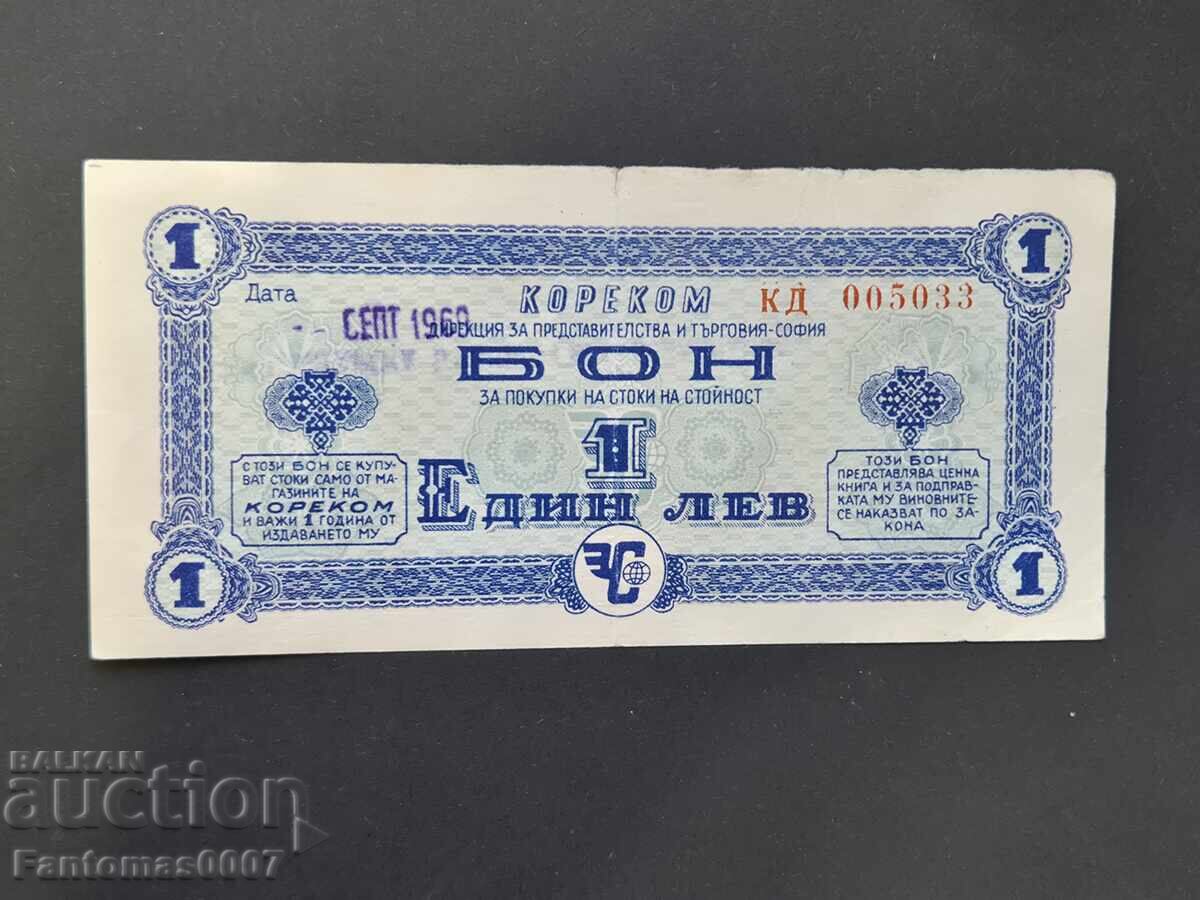 1
1
Дата
КОРЕКОМ КД 005033
СЕПТ 1969
ДИРЕКЦИЯ ЗА ПРЕДСТАВИТЕЛСТВА И ТЪРГОВИЯ-СОФИЯ
БОН
ЗА ПОКУПКИ НА СТОКИ НА СТОЙНОСТ
1
ЕДИН ЛЕВ
С ТОЗИ БОН СЕ КУПУ-
ВАТ СТОКИ САМО ОТ МА-
ГАЗИНИТЕ НА
КОРЕКОМ
И ВАЖИ 1 ГОДИНА ОТ
ИЗДАВАНЕТО МУ
ТОЗИ БОН
ПРЕДСТАВЛЯВА ЦЕННА
КНИГА И ЗА ПОДПРАВ-
КАТА МУ ВИНОВНИТЕ
СЕ НАКАЗВАТ ПО ЗА-
КОНА
1
1
BALKAN
auction
Fantomas0007